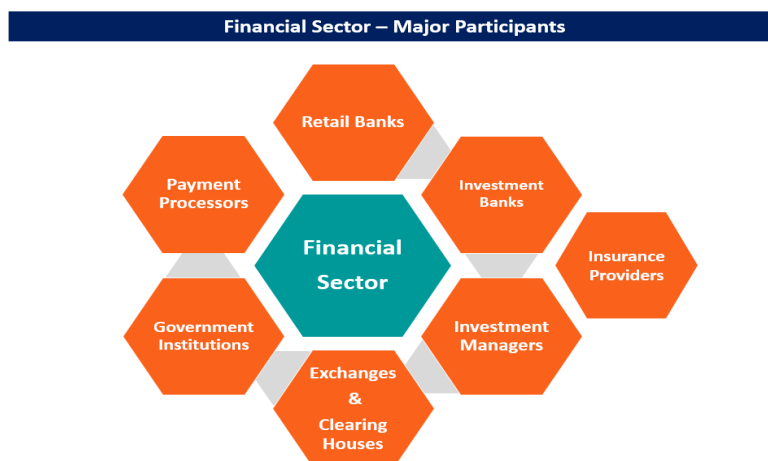 Financial Sector – Major Participants
Retail Banks
Payment
Processors
Investment
Banks
Financial
Sector
Insurance
Providers
Government
Institutions
Investment
Managers
Exchanges
&
Clearing
Houses